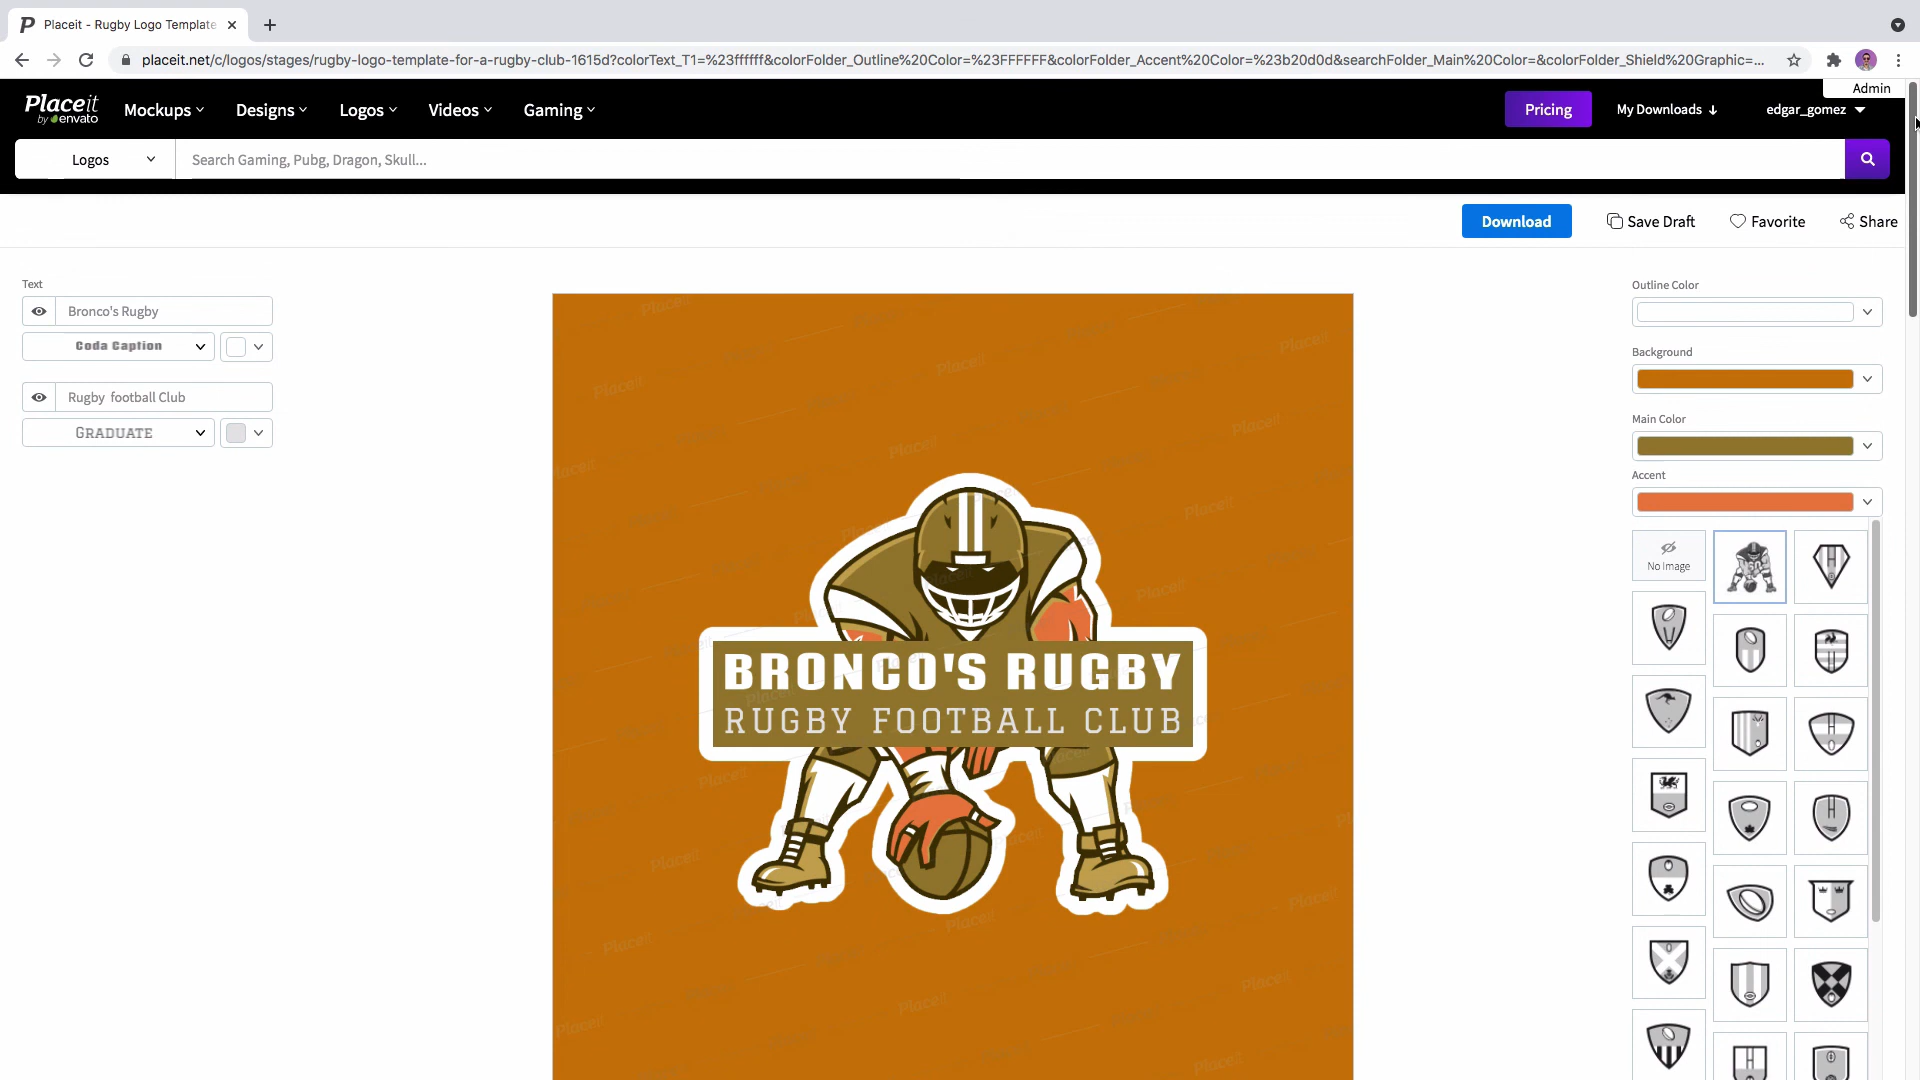 Placeit - Rugby Logo Template
placeit.net/c/logos/stages/rugby-logo-template-for-a-rugby-club-1615d?colorText_T1=%23ffffff&colorFolder_Outline%20Color=%23FFFFFF&colorFolder_Accent%20Color=%23b20d0d&searchFolder_Main%20Color=&colorFolder_Shield%20Graphic=...
Admin
Placeit
by envato
Mockups
Designs
Logos
Videos
Gaming
Pricing
My Downloads
edgar_gomez
Logos
Search Gaming, Pubg, Dragon, Skull...
Download
Save Draft
Favorite
Share
Text
Bronco's Rugby
Coda Caption
Rugby football Club
GRADUATE
BRONCO'S RUGBY
RUGBY FOOTBALL CLUB
Outline Color
Background
Main Color
Accent
No Image